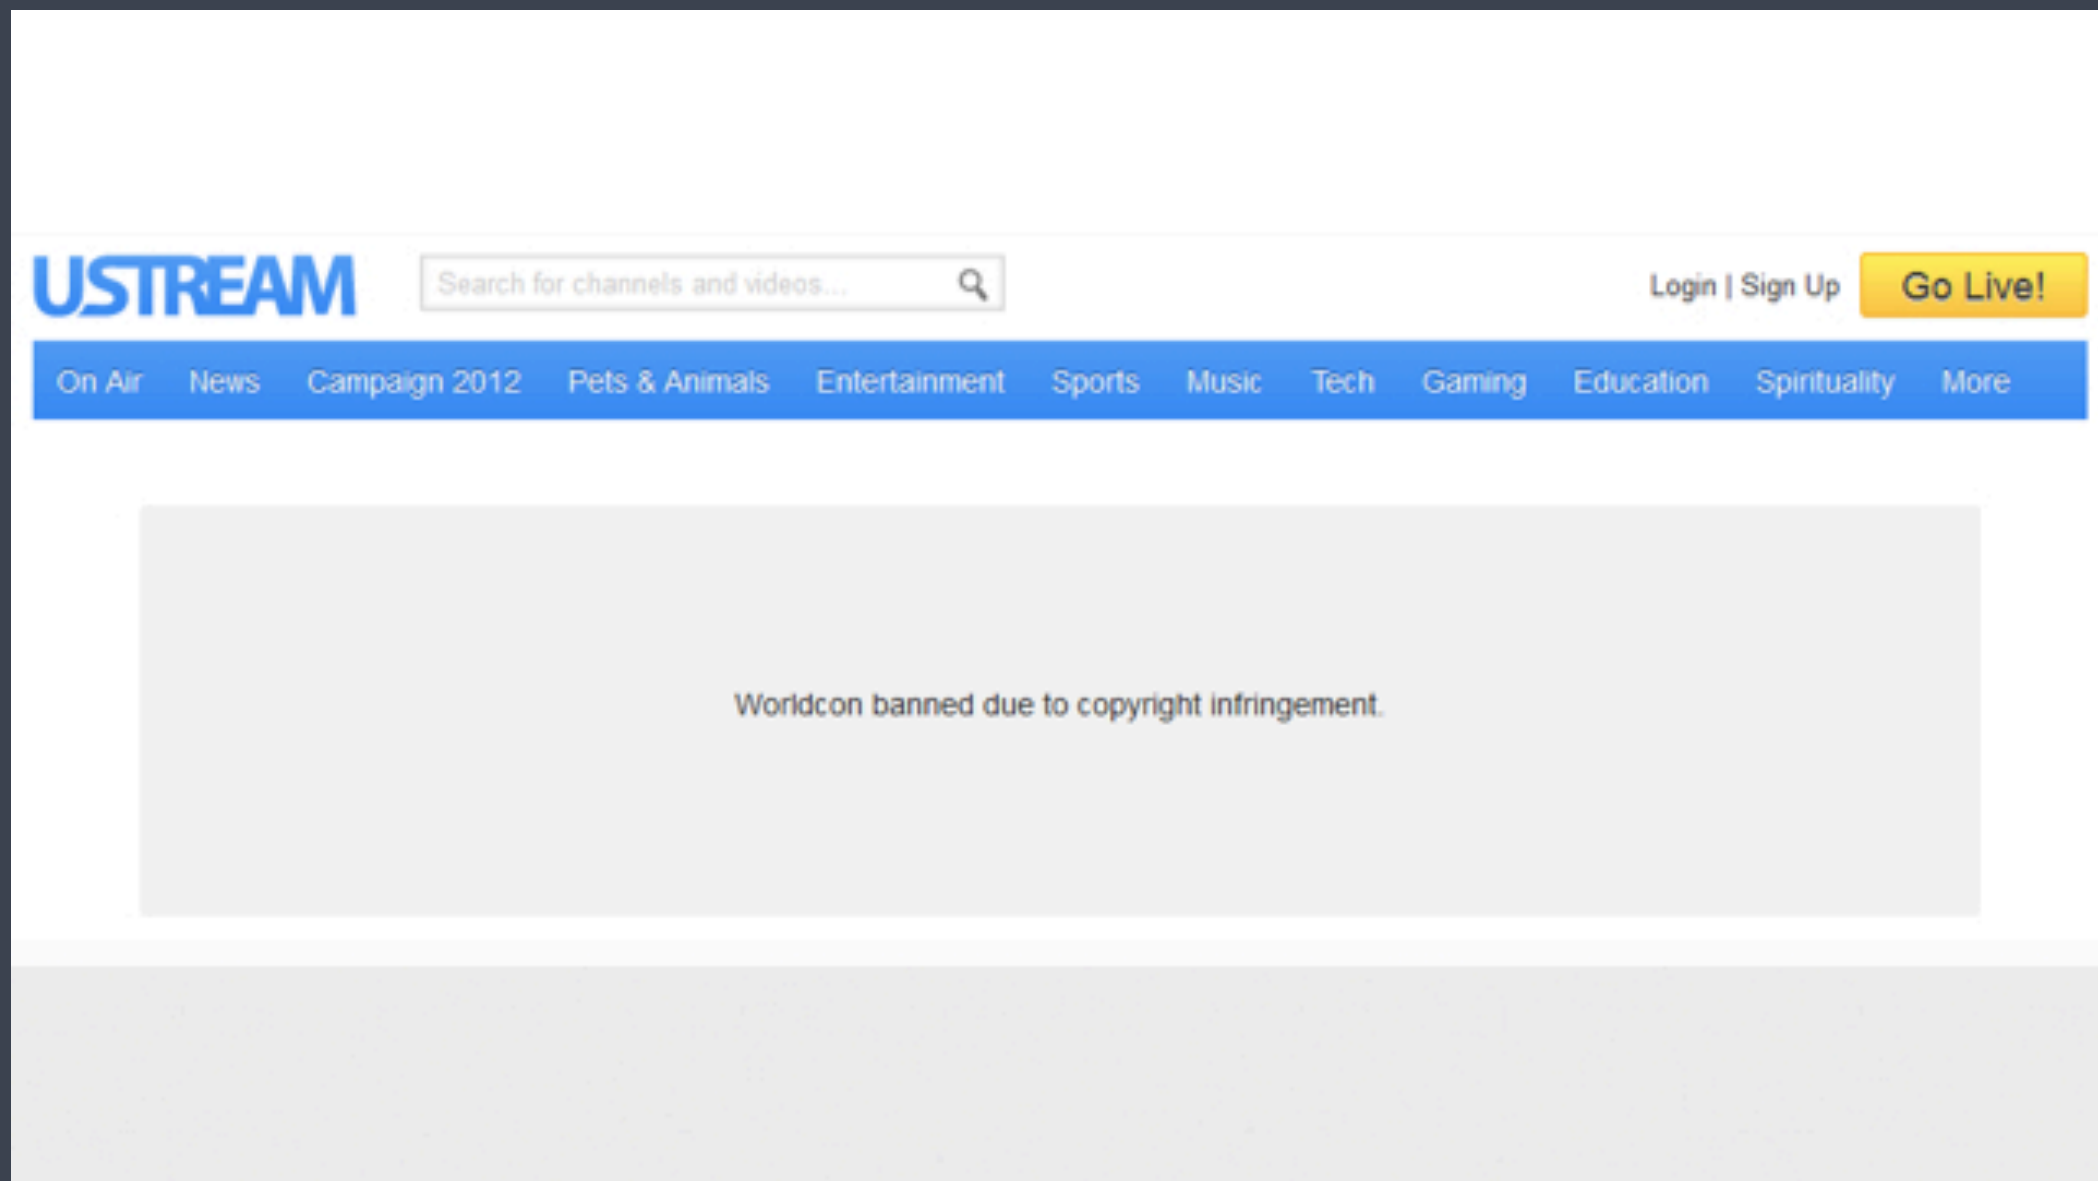 USTREAM Search for channels and videos... Login | Sign Up Go Live!
On Air News Campaign 2012 Pets & Animals Entertainment Sports Music Tech Gaming Education Spirituality More
Worldcon banned due to copyright infringement.